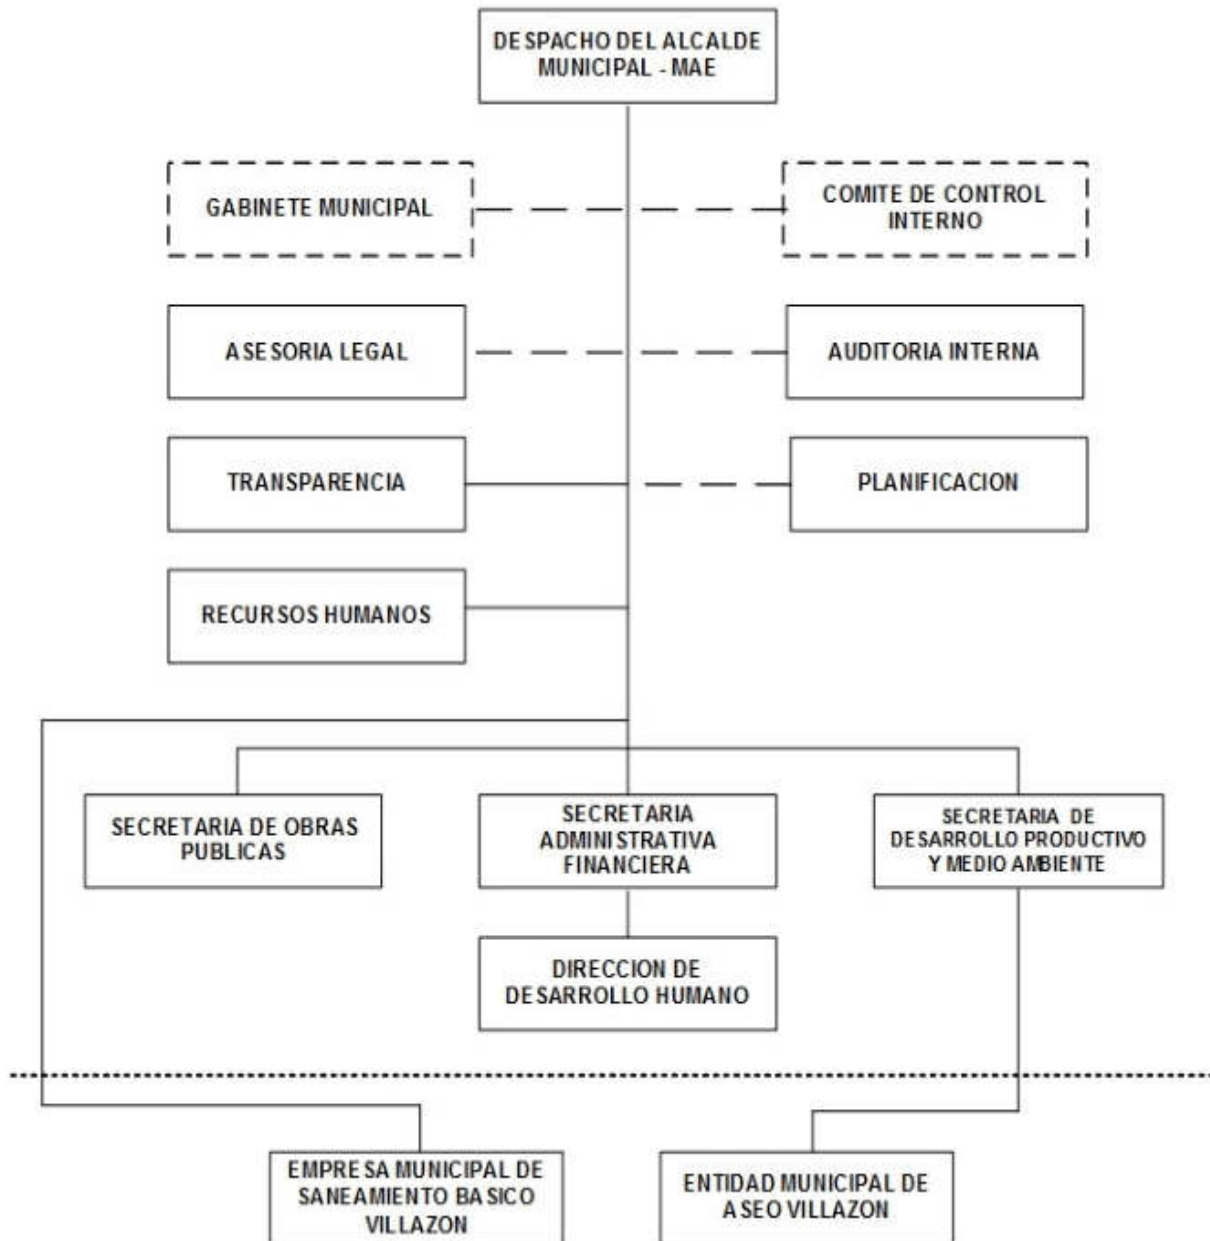 DESPACHO DEL ALCALDE
MUNICIPAL - MAE
GABINETE MUNICIPAL
COMITE DE CONTROL
INTERNO
ASESORIA LEGAL
AUDITORIA INTERNA
TRANSPARENCIA
PLANIFICACION
RECURSOS HUMANOS
SECRETARIA DE OBRAS
PUBLICAS
SECRETARIA
ADMINISTRATIVA
FINANCIERA
SECRETARIA DE
DESARROLLO PRODUCTIVO
Y MEDIO AMBIENTE
DIRECCION DE
DESARROLLO HUMANO
EMPRESA MUNICIPAL DE
SANEAMIENTO BASICO
VILLAZON
ENTIDAD MUNICIPAL DE
ASEO VILLAZON